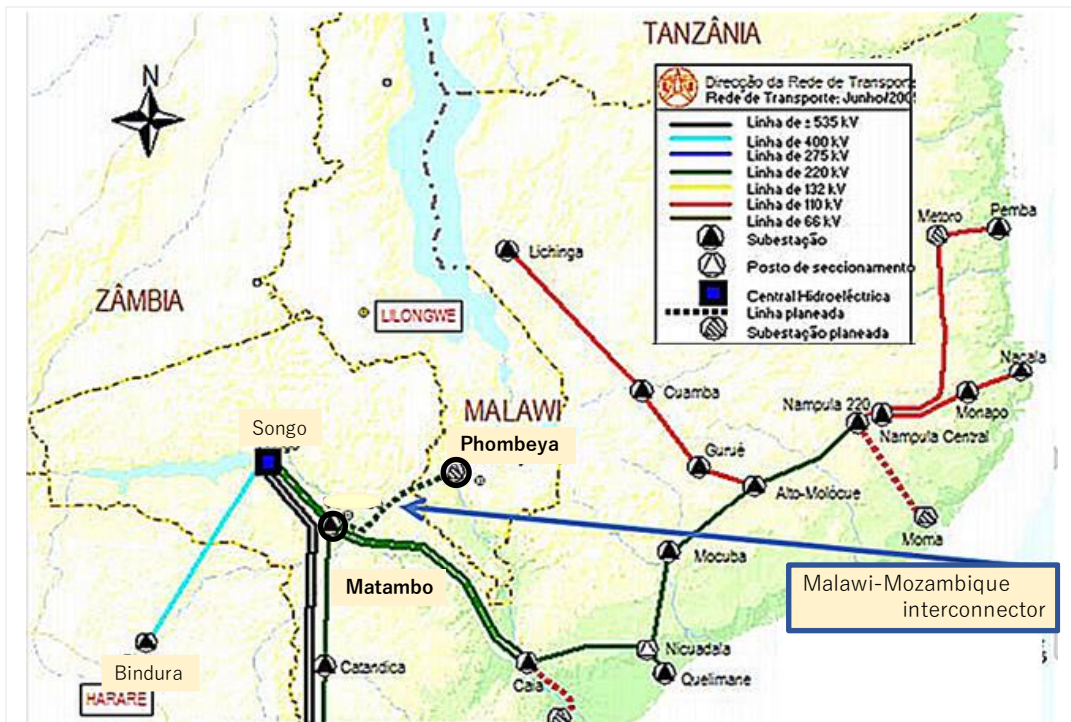 TANZÂNIA
N
Direcção da Rede de Transporte
Rede de Transporte: Junho/200
Linha de ± 535 kV
Linha de 400 kV
Linha de 275 kV
Linha de 220 kV
Linha de 132 kV
Linha de 110 kV
Linha de 66 kV
Subestação
Posto de seccionamento
Central Hidroeléctrica
Linha planeada
Subestação planeada
Metoro
Pemba
Lichinga
ZÂMBIA
LILONGWE
Nacala
Cuamba
Monapo
MALAWI
Nampula 220
Nampula Central
Songo
Phombeya
Gurué
Alto-Molócue
Moma
Mocuba
Matambo
Malawi-Mozambique
interconnector
Nicuadala
Bindura
Catandica
Caia
Quelimane
HARARE